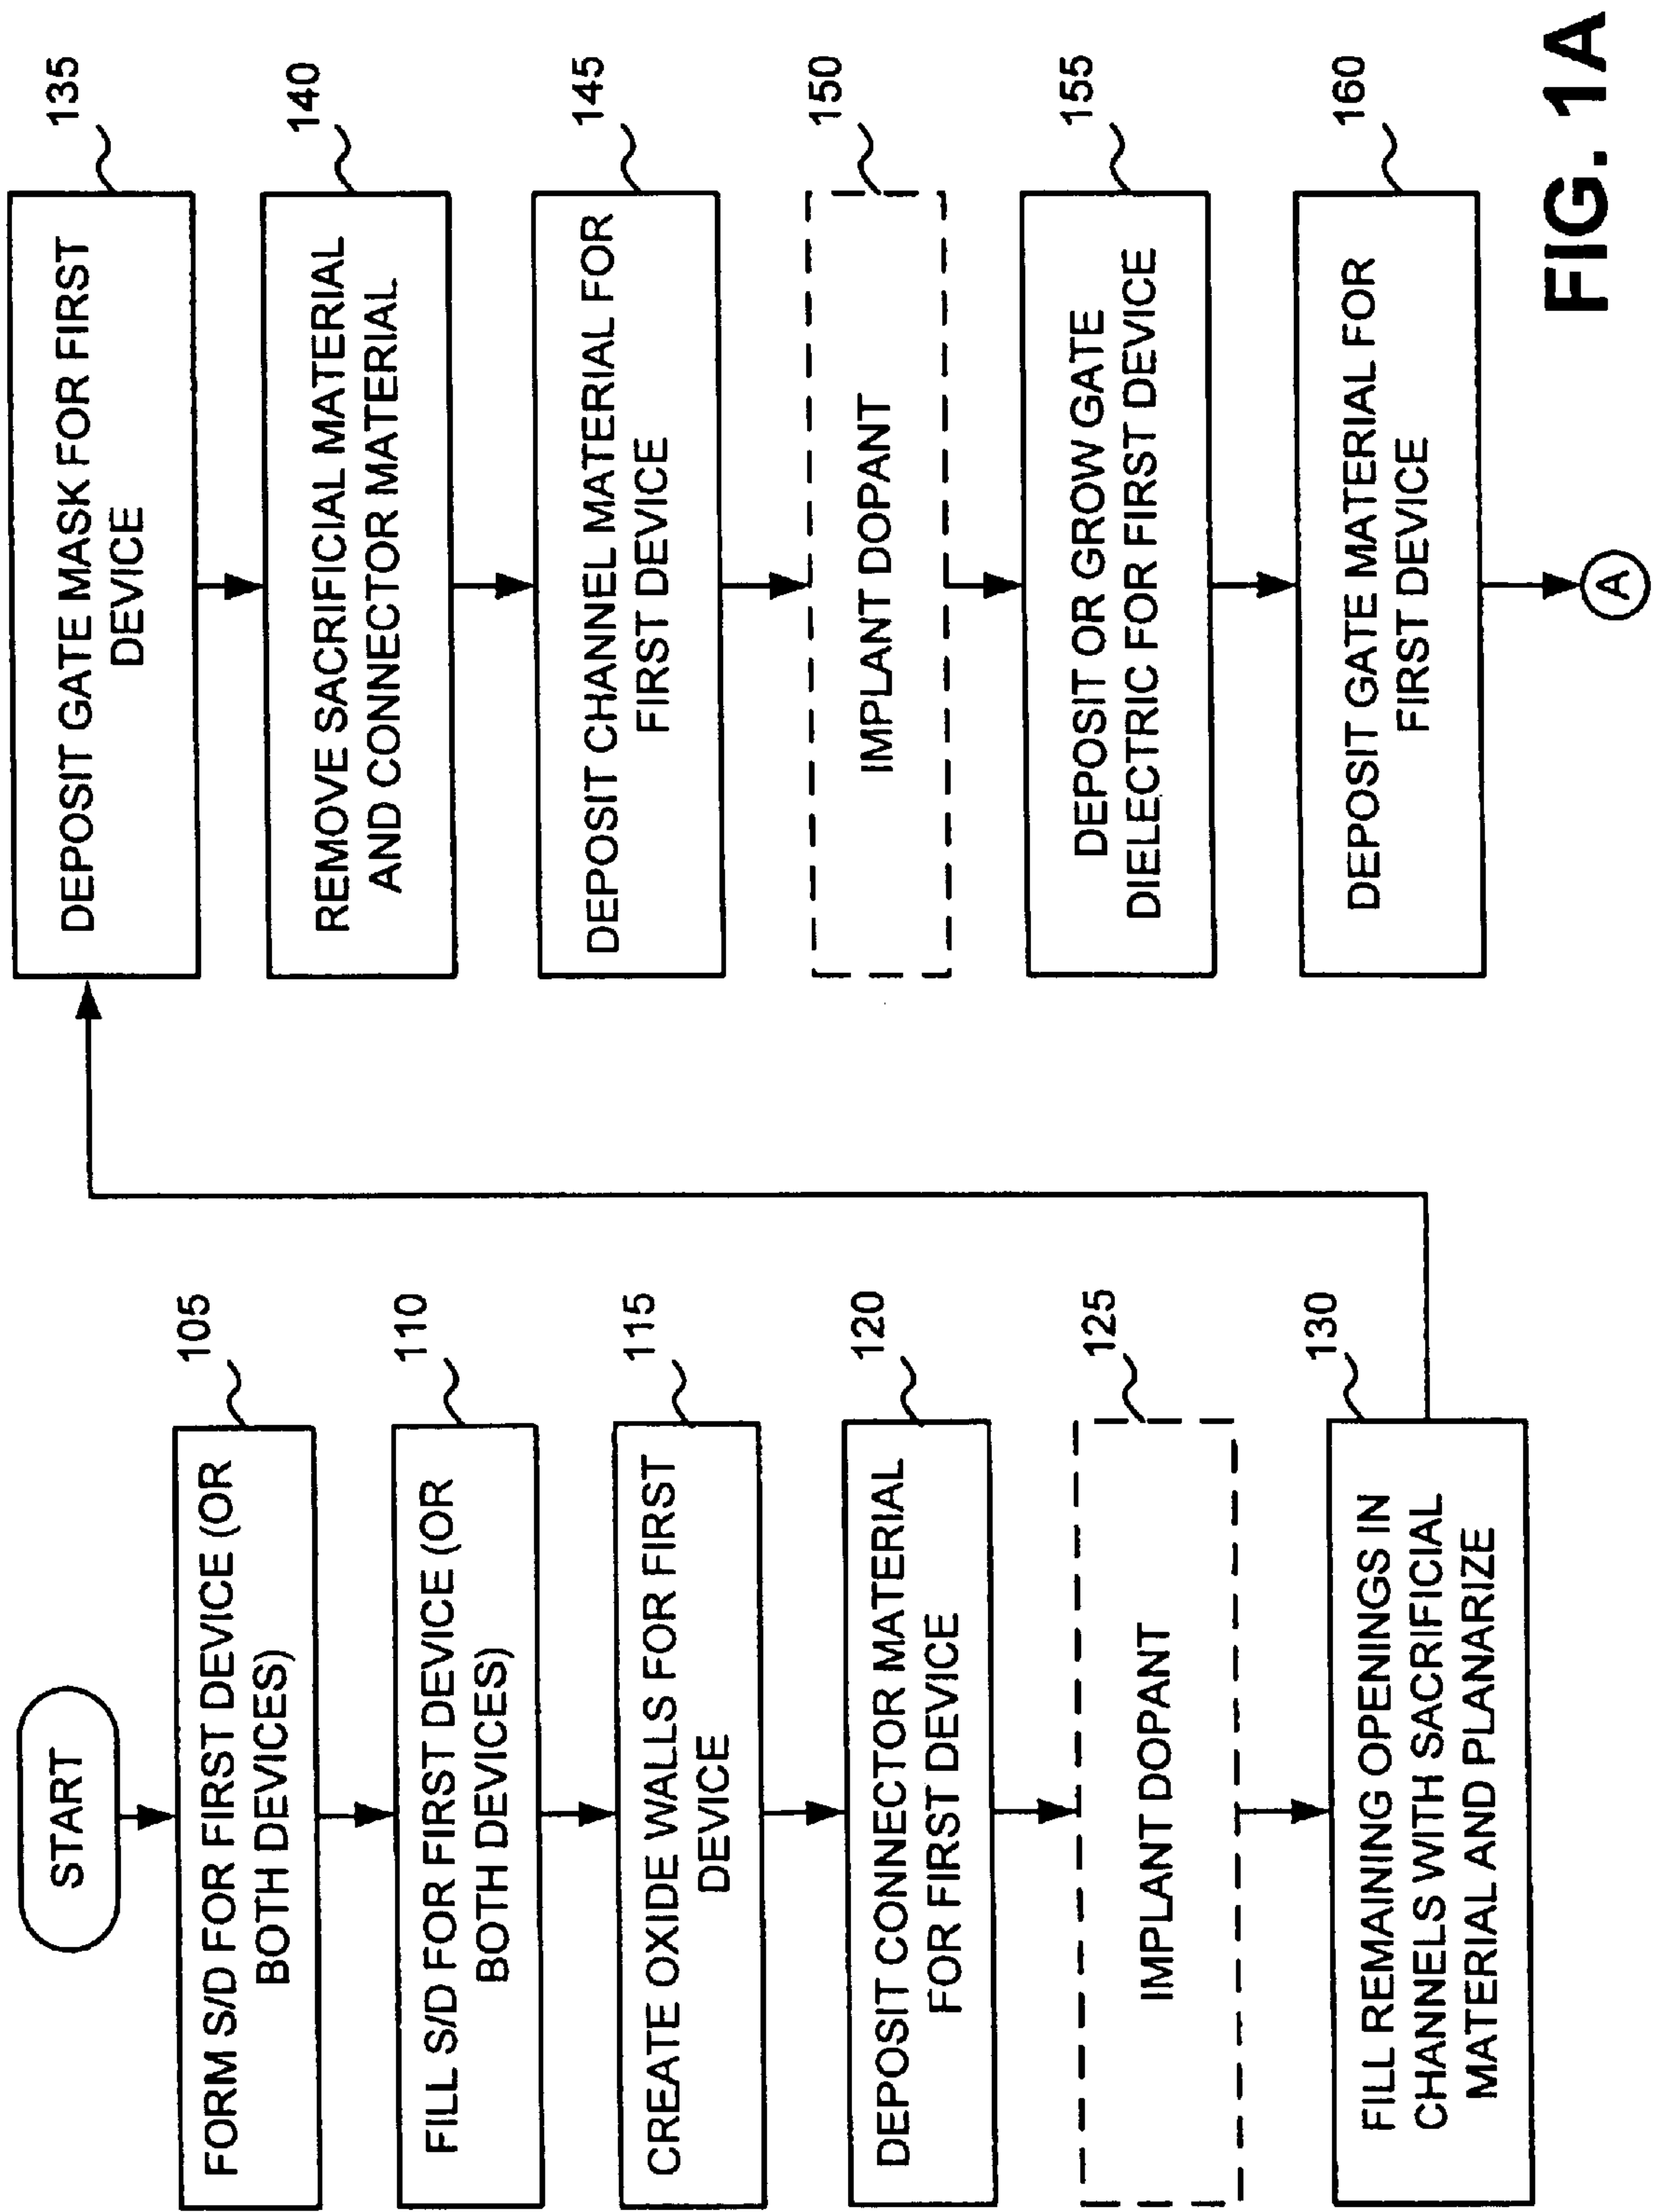 START
FORM S/D FOR FIRST DEVICE (OR
BOTH DEVICES)
105
FILL S/D FOR FIRST DEVICE (OR
BOTH DEVICES)
110
CREATE OXIDE WALLS FOR FIRST
DEVICE
115
DEPOSIT CONNECTOR MATERIAL
FOR FIRST DEVICE
120
IMPLANT DOPANT
125
FILL REMAINING OPENINGS IN
CHANNELS WITH SACRIFICIAL
MATERIAL AND PLANARIZE
130
DEPOSIT GATE MASK FOR FIRST
DEVICE
135
REMOVE SACRIFICIAL MATERIAL
AND CONNECTOR MATERIAL
140
DEPOSIT CHANNEL MATERIAL FOR
FIRST DEVICE
145
IMPLANT DOPANT
150
DEPOSIT OR GROW GATE
DIELECTRIC FOR FIRST DEVICE
155
DEPOSIT GATE MATERIAL FOR
FIRST DEVICE
160
A
FIG. 1A